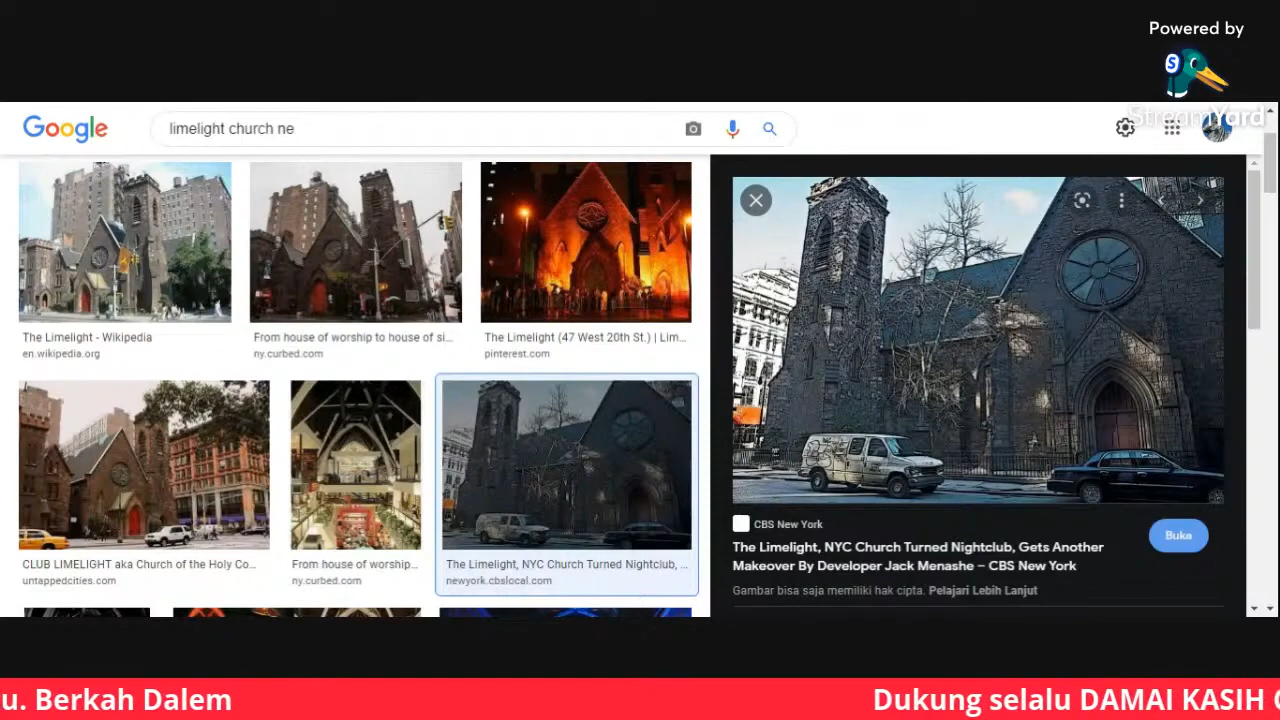 Powered by
S
StreamYard
Google
limelight church ne
The Limelight - Wikipedia
en.wikipedia.org
From house of worship to house of si...
ny.curbed.com
The Limelight (47 West 20th St.) | Lim...
pinterest.com
CLUB LIMELIGHT aka Church of the Holy Co...
untappedcities.com
From house of worship...
ny.curbed.com
The Limelight, NYC Church Turned Nightclub, ...
newyork.cbslocal.com
CBS New York
Buka
The Limelight, NYC Church Turned Nightclub, Gets Another
Makeover By Developer Jack Menashe – CBS New York
Gambar bisa saja memiliki hak cipta. Pelajari Lebih Lanjut
u. Berkah Dalem
Dukung selalu DAMAI KASIH